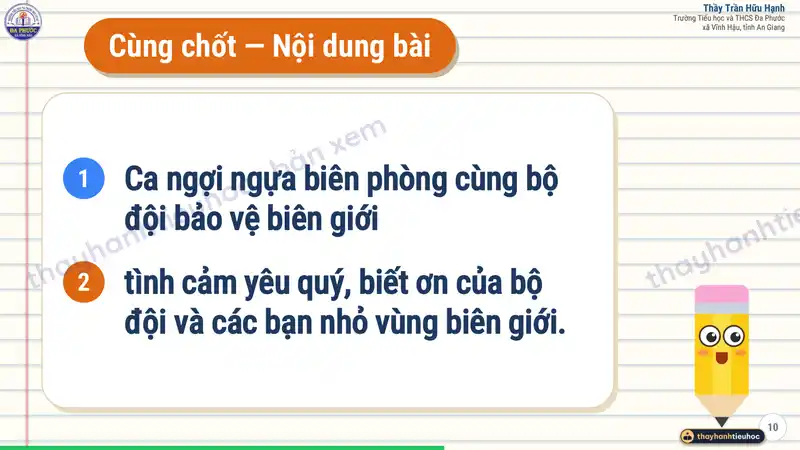 ĐA PHƯỚC
Thầy Trần Hữu Hạnh
Trường Tiểu học và THCS Đa Phước
xã Vĩnh Hậu, tỉnh An Giang
Cùng chốt — Nội dung bài
1
Ca ngợi ngựa biên phòng cùng bộ
đội bảo vệ biên giới
2
tình cảm yêu quý, biết ơn của bộ
đội và các bạn nhỏ vùng biên giới.
thayhanhtieuhoc
10